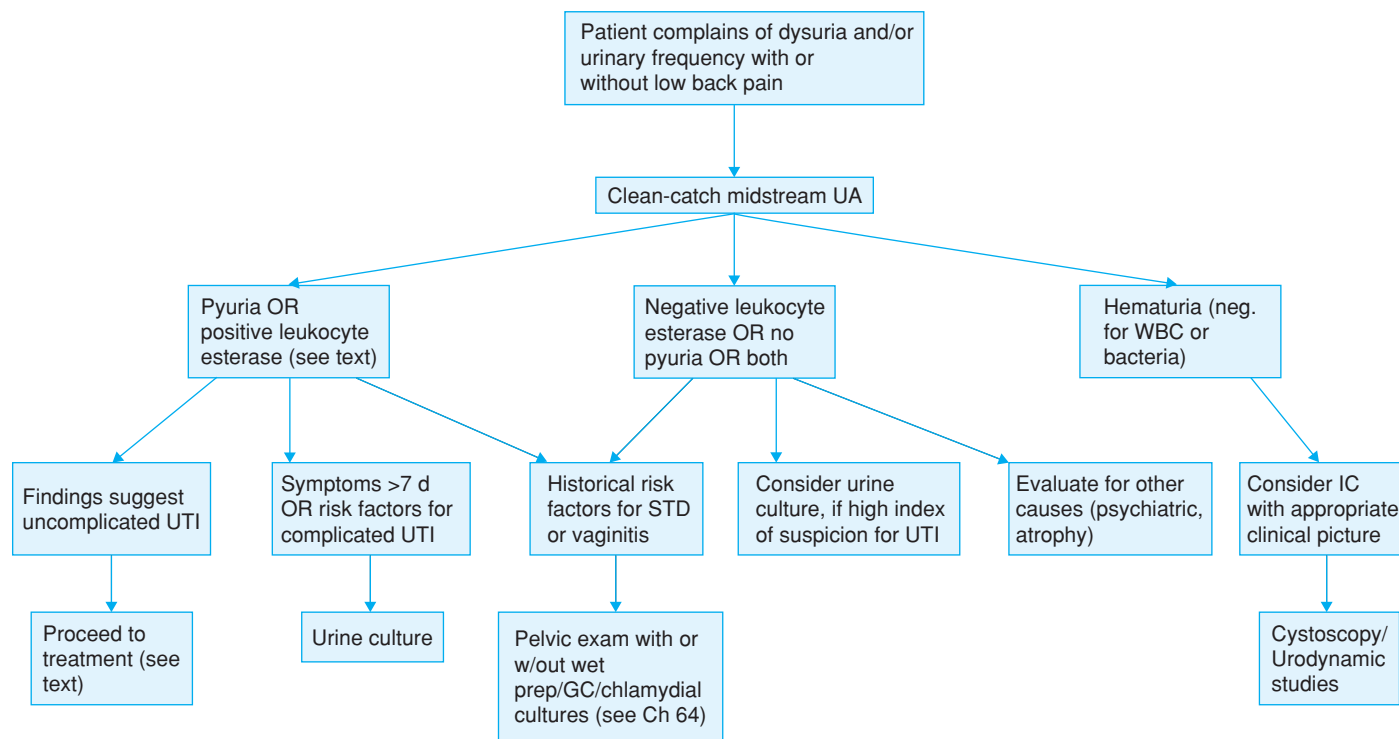 Patient complains of dysuria and/or
urinary frequency with or
without low back pain
Clean-catch midstream UA
Pyuria OR
positive leukocyte
esterase (see text)
Negative leukocyte
esterase OR no
pyuria OR both
Hematuria (neg.
for WBC or
bacteria)
Findings suggest
uncomplicated UTI
Symptoms >7 d
OR risk factors for
complicated UTI
Historical risk
factors for STD
or vaginitis
Consider urine
culture, if high index
of suspicion for UTI
Evaluate for other
causes (psychiatric,
atrophy)
Consider IC
with appropriate
clinical picture
Proceed to
treatment (see
text)
Urine culture
Pelvic exam with or
w/out wet
prep/GC/chlamydial
cultures (see Ch 64)
Cystoscopy/
Urodynamic
studies